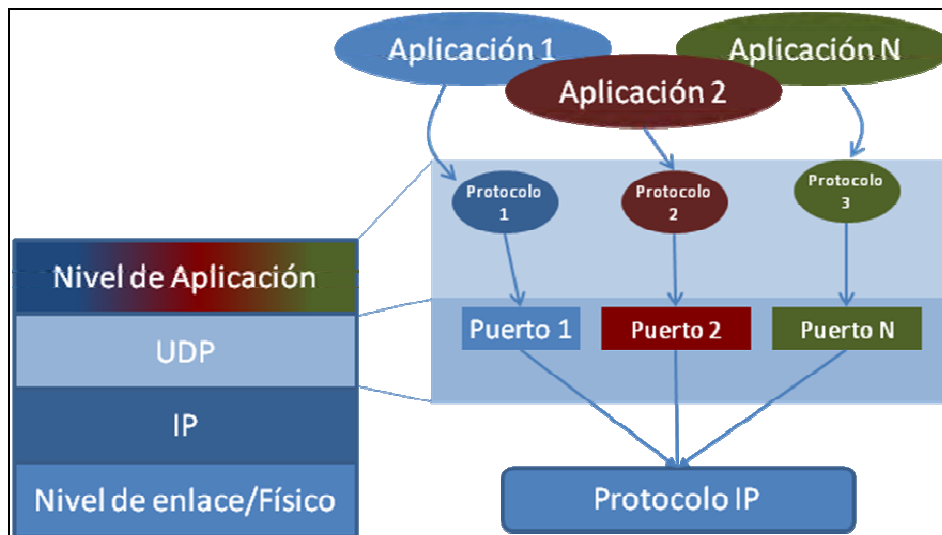 Aplicación 1
Aplicación N
Aplicación 2
Protocolo
1
Protocolo
2
Protocolo
3
Nivel de Aplicación
UDP
IP
Nivel de enlace/Físico
Puerto 1
Puerto 2
Puerto N
Protocolo IP